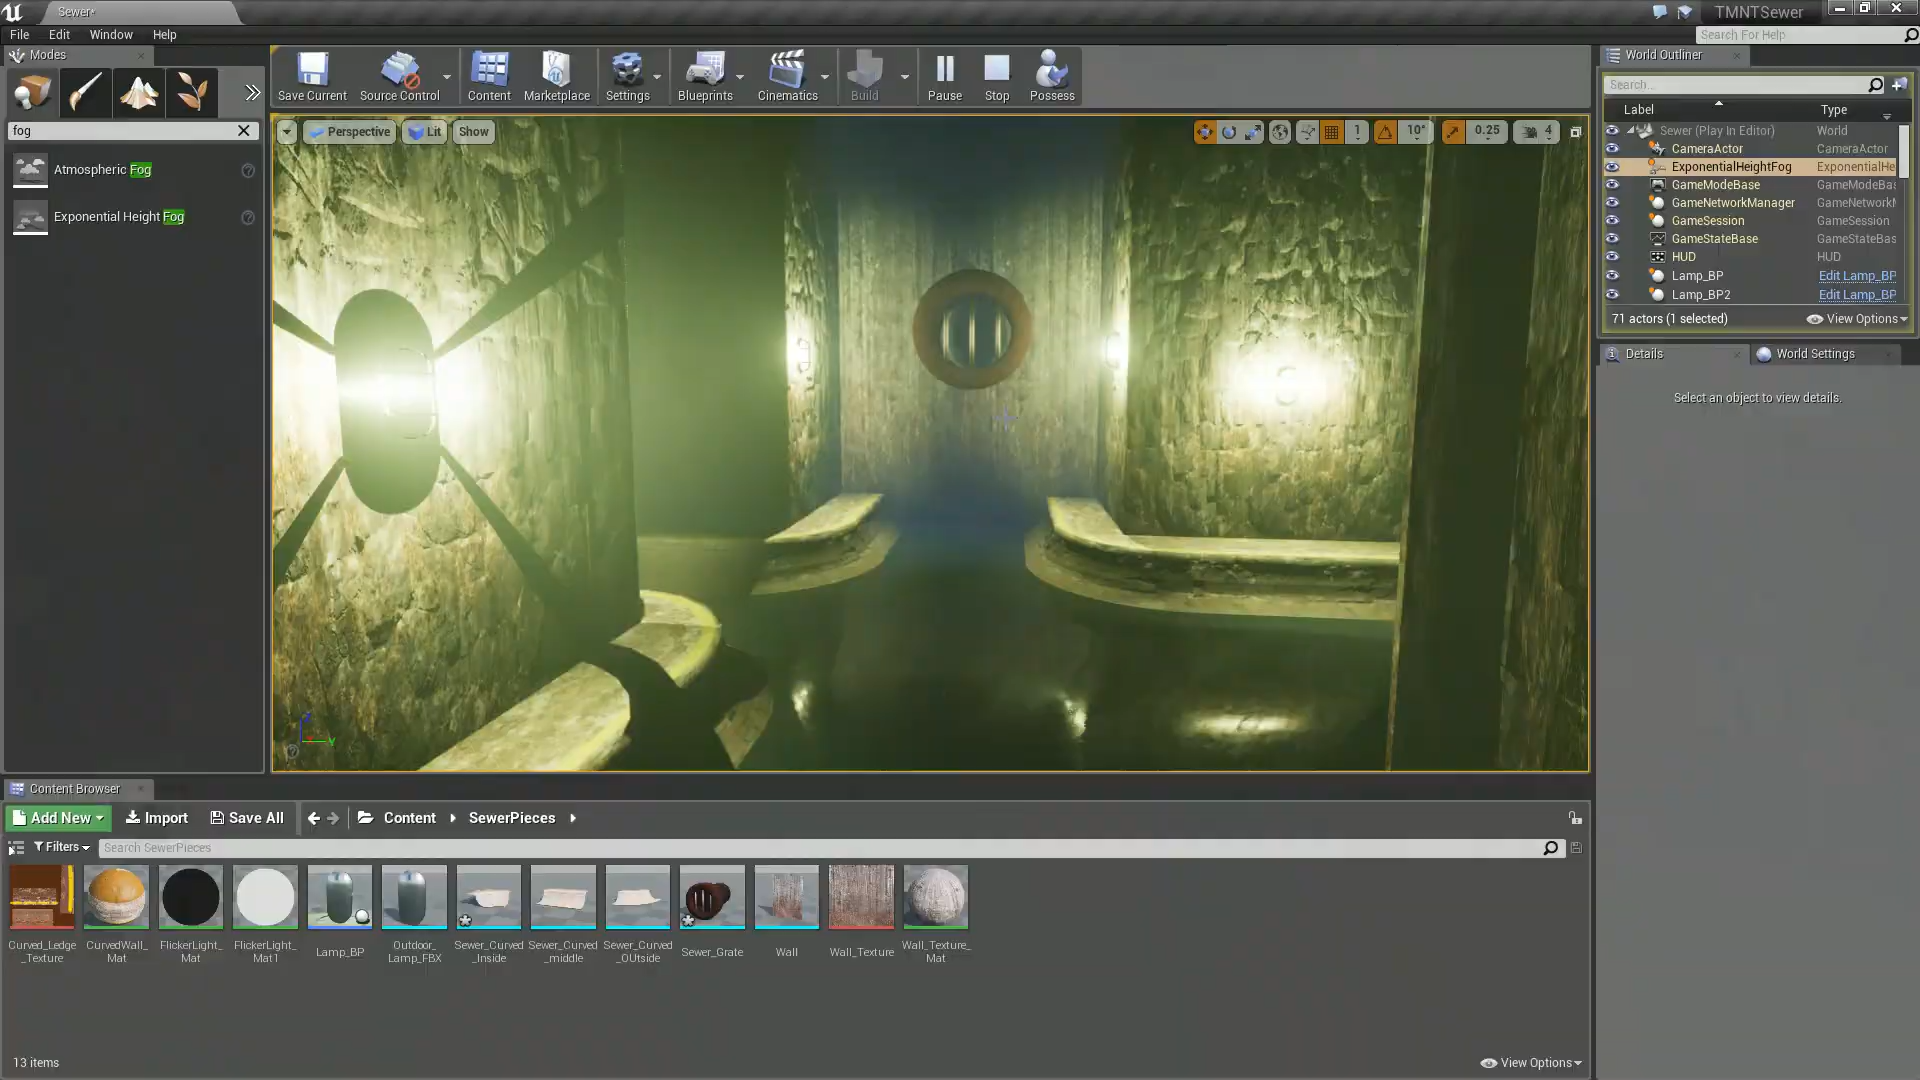 Sewer*
TMNTSewer
File Edit Window Help
Search For Help
Modes
fog
Atmospheric Fog
Exponential Height Fog
Save Current Source Control Content Marketplace Settings Blueprints Cinematics Build Pause Stop Possess
Perspective Lit Show
1 10° 0.25 4
World Outliner
Search...
Label Type
Sewer (Play In Editor) World
CameraActor CameraActor
ExponentialHeightFog ExponentialHe
GameModeBase GameModeBas
GameNetworkManager GameNetworkM
GameSession GameSession
GameStateBase GameStateBas
HUD HUD
Lamp_BP Edit Lamp_BP
Lamp_BP2 Edit Lamp_BP
71 actors (1 selected) View Options
Details World Settings
Select an object to view details.
Content Browser
Add New Import Save All Content SewerPieces
Filters Search SewerPieces
Curved_Ledge
_Texture
CurvedWall_
Mat
FlickerLight_
Mat
FlickerLight_
Mat1
Lamp_BP
Outdoor_
Lamp_FBX
Sewer_Curved
_Inside
Sewer_Curved
_middle
Sewer_Curved
_OUtside
Sewer_Grate
Wall
Wall_Texture
Wall_Texture_
Mat
13 items
View Options